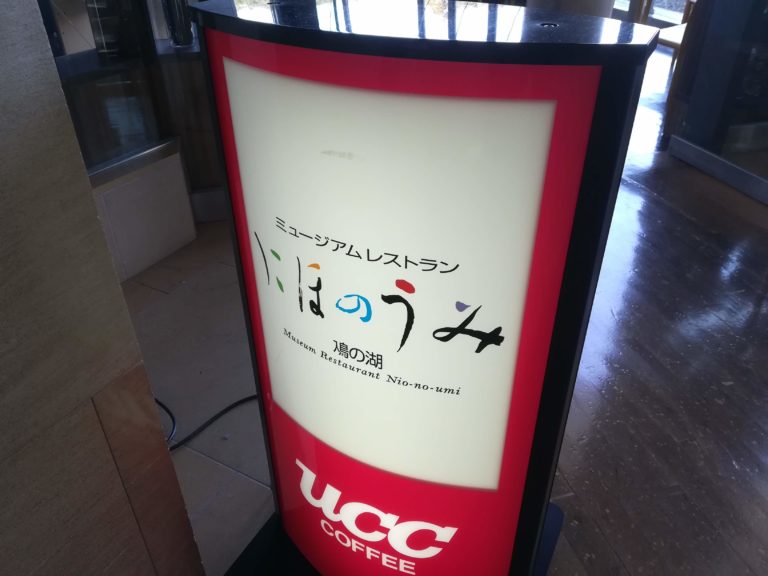 ミュージアムレストラン
にほのうみ
鳰の湖
Museum Restaurant Nio-no-umi
UCC
COFFEE